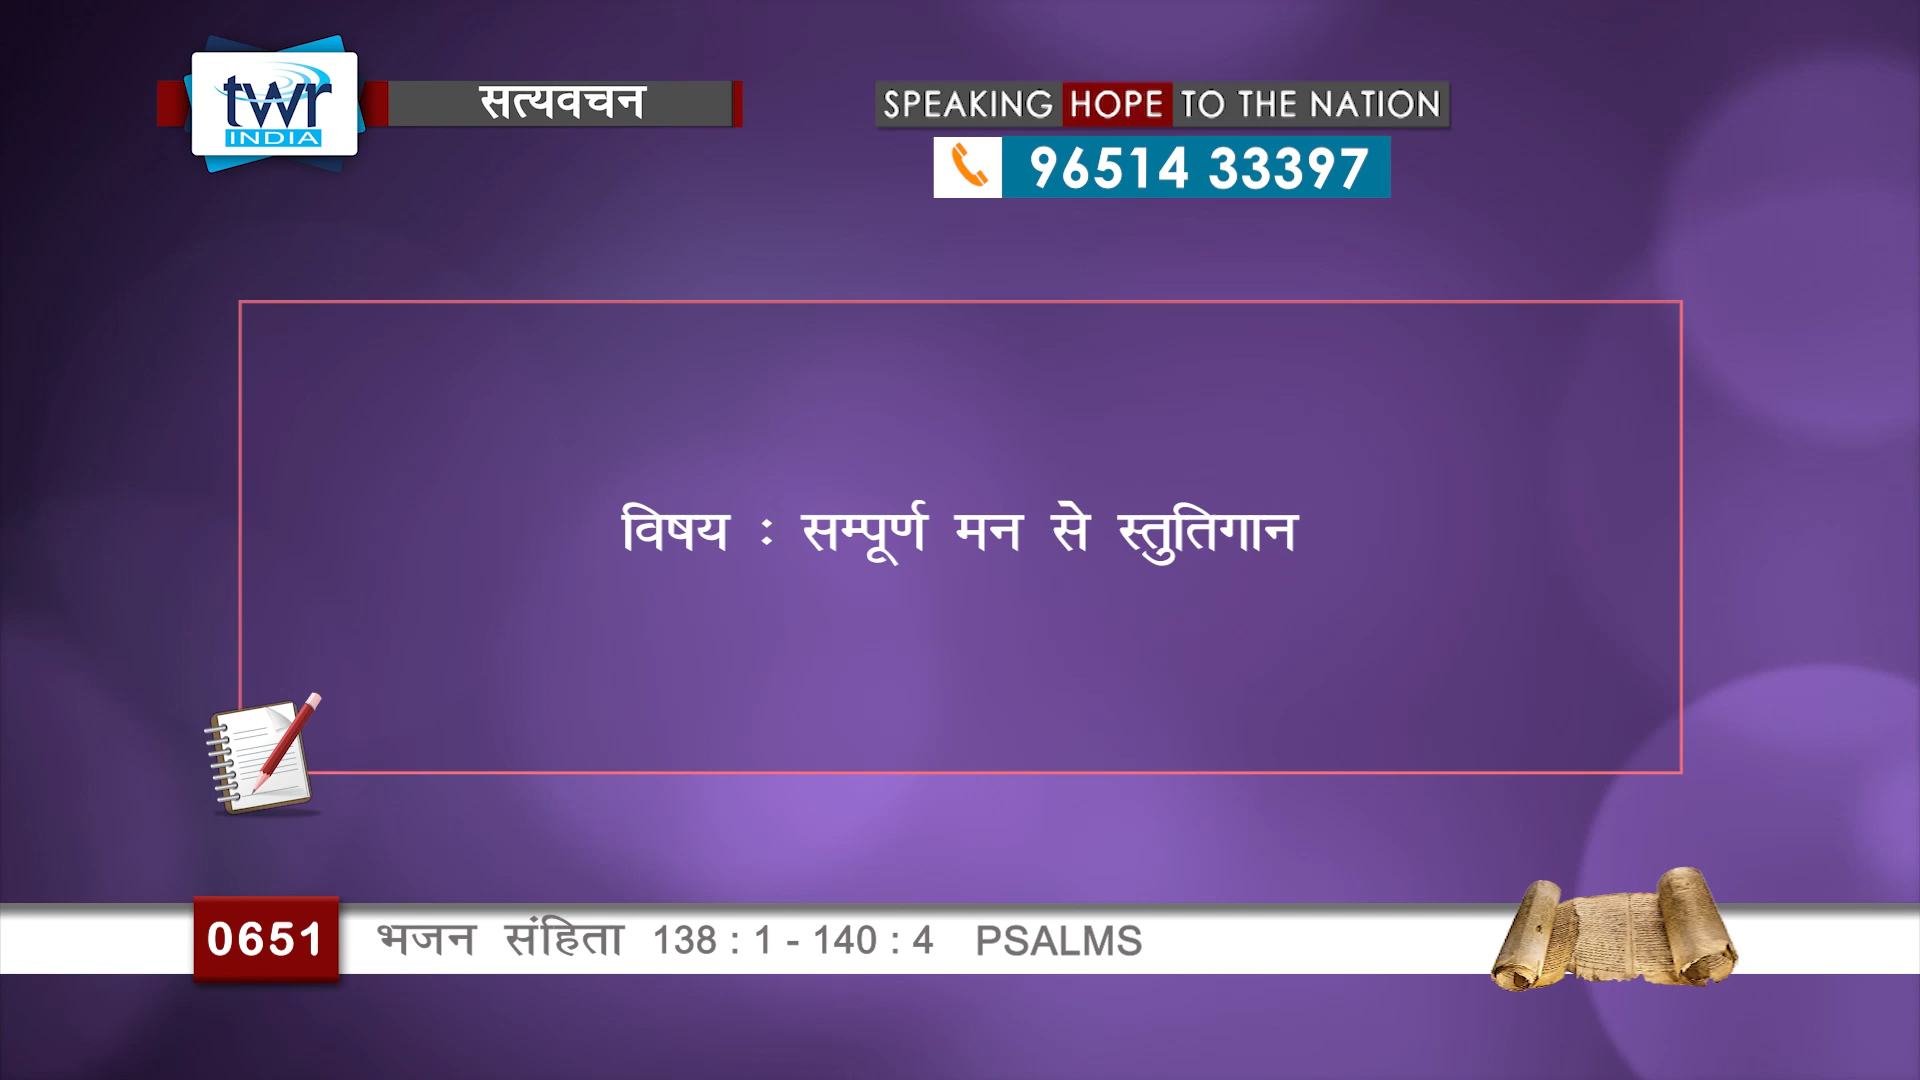 twr
INDIA
सत्यवचन
SPEAKING HOPE TO THE NATION
96514 33397
विषय : सम्पूर्ण मन से स्तुतिगान
0651 भजन संहिता 138 : 1 - 140 : 4 PSALMS